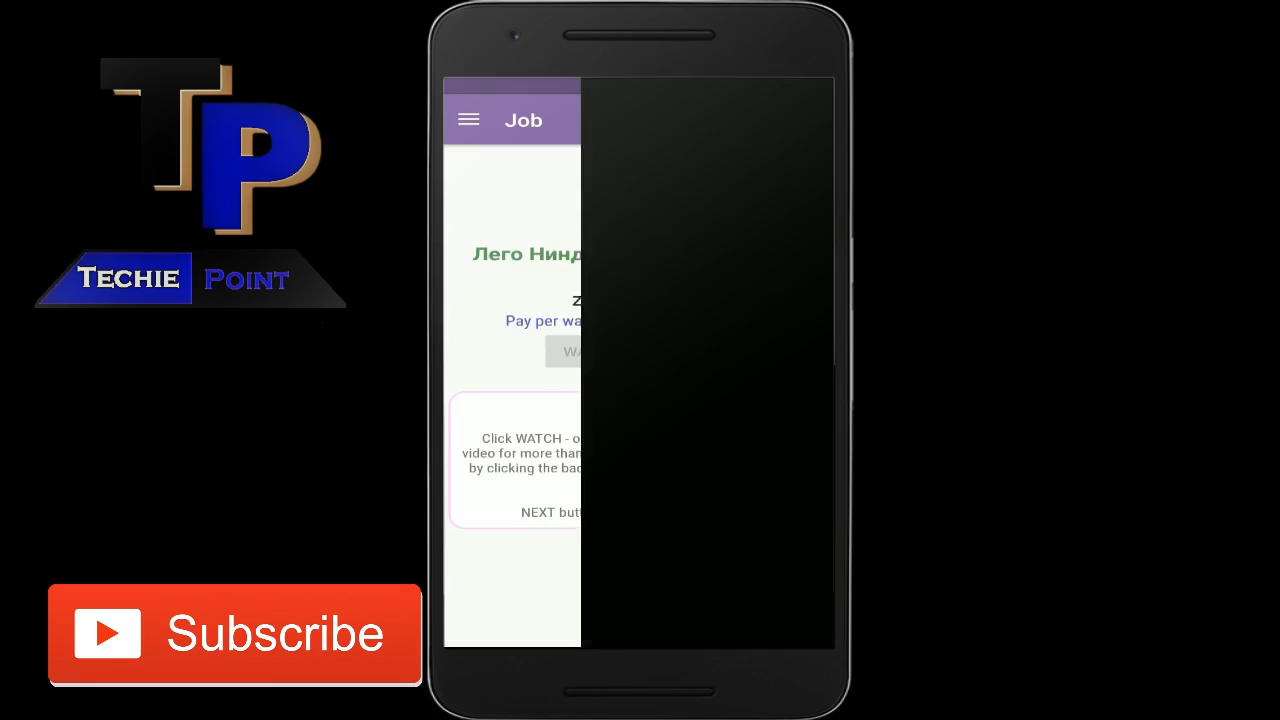 TP
TECHIE POINT
Job
Лего Нинд
Z
Pay per wa
WA
Click WATCH - o
video for more than
by clicking the bac
NEXT butt
Subscribe